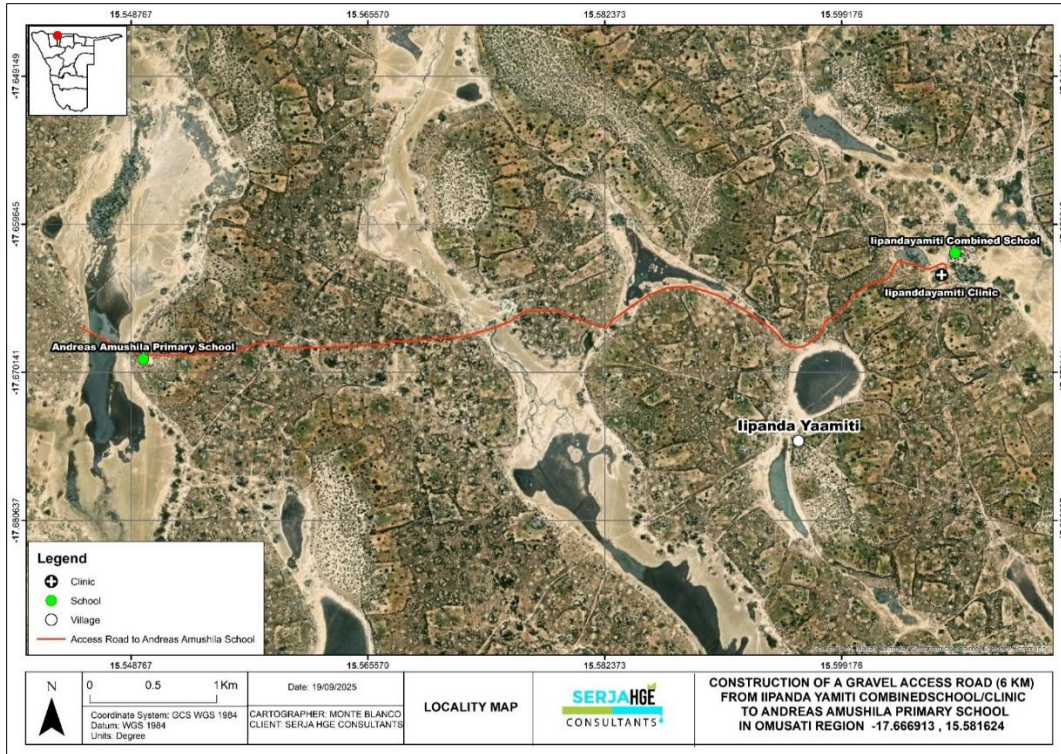 15.548767 15.565570 15.582373 15.599176
-17.649149
-17.659645
-17.670141
-17.680637
Iipandayamiti Combined School
Iipanddayamiti Clinic
Andreas Amushila Primary School
Iipanda Yaamiti
Legend
Clinic
School
Village
Access Road to Andreas Amushila School
15.548767 15.565570 15.582373 15.599176
N
0 0.5 1 Km
Coordinate System: GCS WGS 1984
Datum: WGS 1984
Units: Degree
Date: 19/09/2025
CARTOGRAPHER: MONTE BLANCO
CLIENT: SERJA HGE CONSULTANTS
LOCALITY MAP
SERJAHGE
CONSULTANTS
CONSTRUCTION OF A GRAVEL ACCESS ROAD (6 KM)
FROM IIPANDA YAMITI COMBINEDSCHOOL/CLINIC
TO ANDREAS AMUSHILA PRIMARY SCHOOL
IN OMUSATI REGION -17.666913 , 15.581624